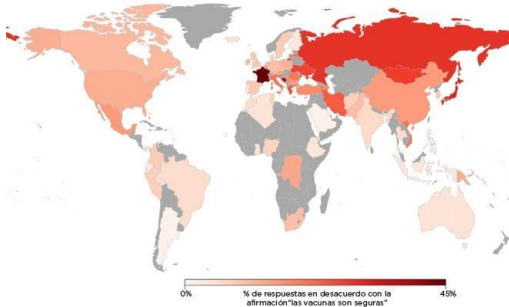 0% % de respuestas en desacuerdo con la 45%
afirmación"las vacunas son seguras"